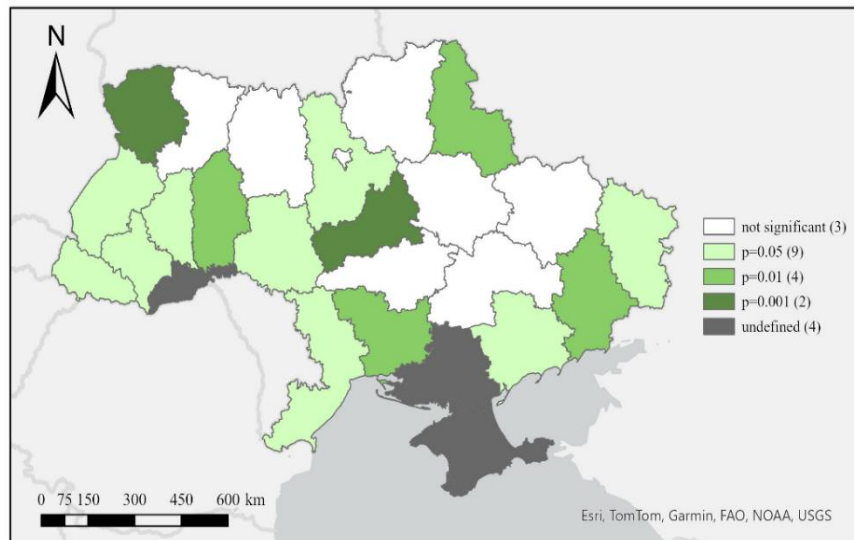 N
not significant (3)
p=0.05 (9)
p=0.01 (4)
p=0.001 (2)
undefined (4)
0 75 150 300 450 600 km
Esri, TomTom, Garmin, FAO, NOAA, USGS